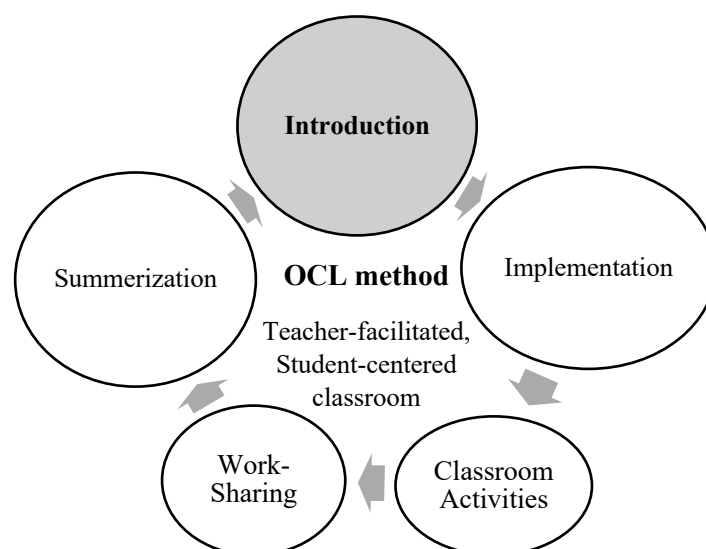 Introduction
Summerization
OCL method
Implementation
Teacher-facilitated,
Student-centered
classroom
Work-
Sharing
Classroom
Activities